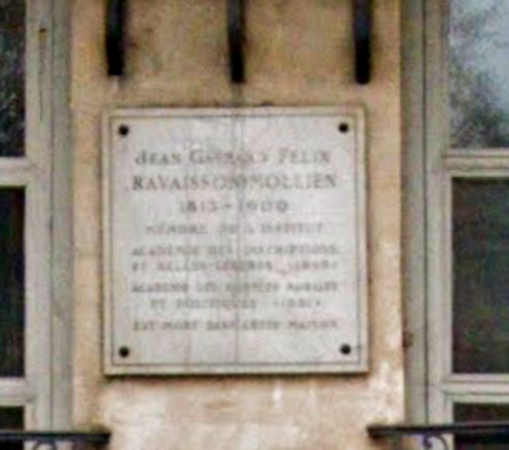 JEAN GASPARD FELIX
RAVAISSON-MOLLIEN
1813-1900
MEMBRE DE L'INSTITUT
ACADEMIE DES INSCRIPTIONS
ET BELLES-LETTRES
ACADEMIE DES SCIENCES MORALES
ET POLITIQUES
EST MORT DANS CETTE MAISON